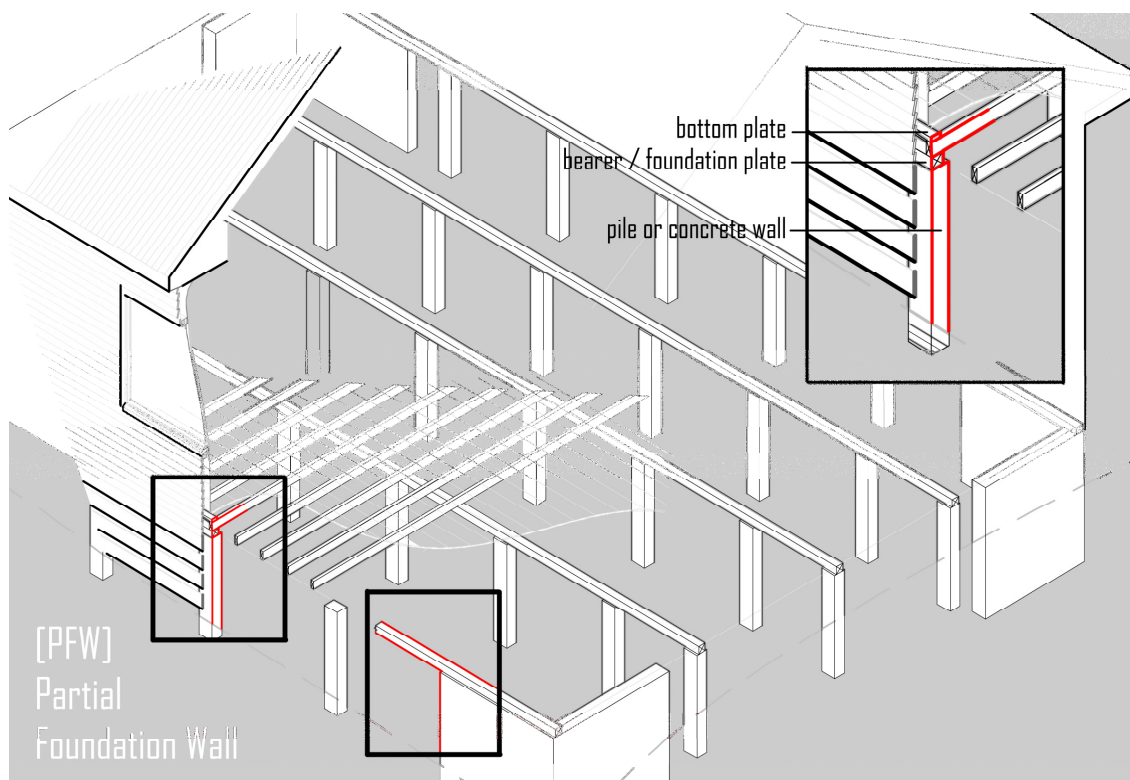 bottom plate
bearer / foundation plate
pile or concrete wall
[PFW]
Partial
Foundation Wall